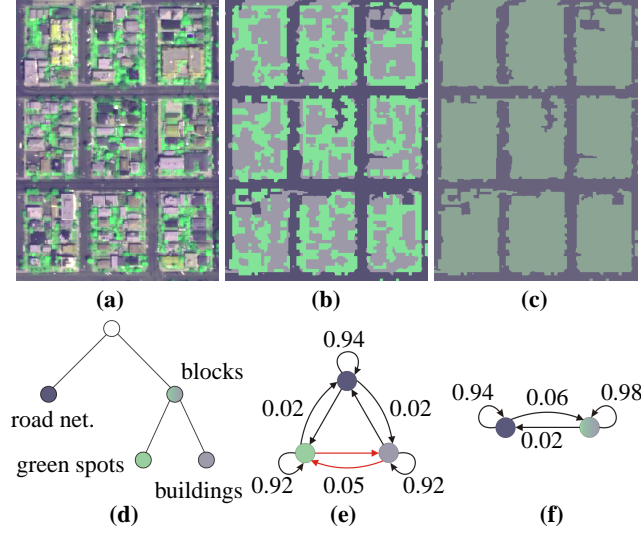 (a) (b) (c)
blocks
road net.
green spots
buildings
(d)
0.94
0.02 0.02
0.92 0.05 0.92
(e)
0.94 0.06 0.98
0.02
(f)